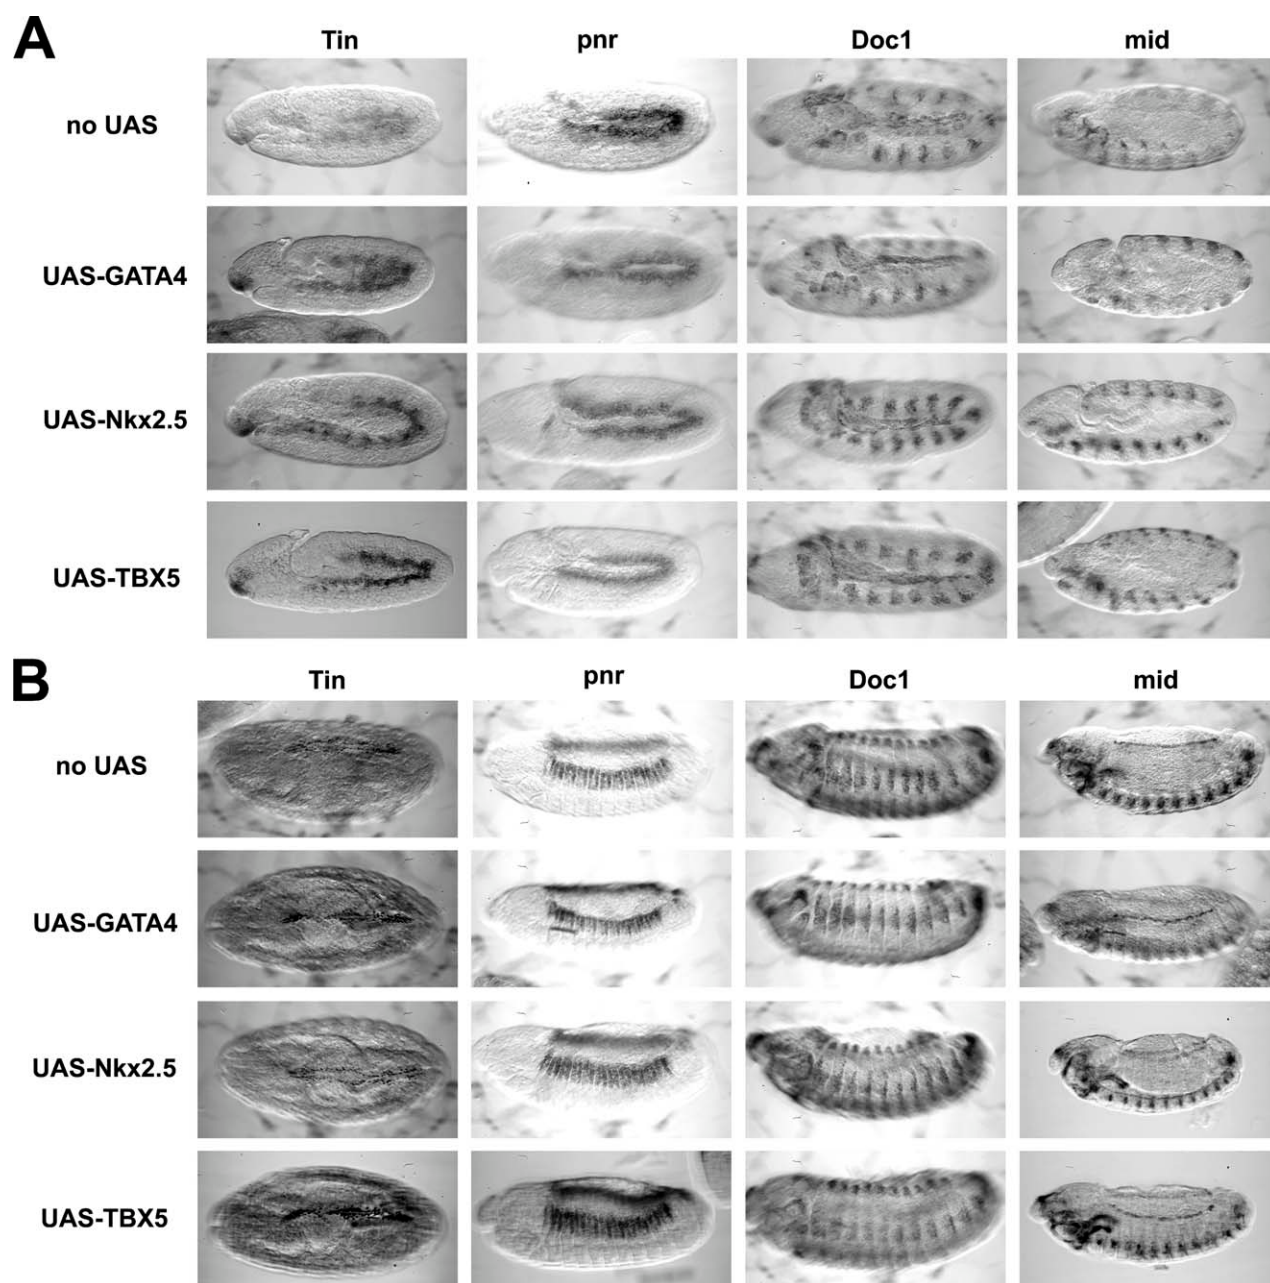 A
Tin pnr Doc1 mid
no UAS
UAS-GATA4
UAS-Nkx2.5
UAS-TBX5
B
Tin pnr Doc1 mid
no UAS
UAS-GATA4
UAS-Nkx2.5
UAS-TBX5